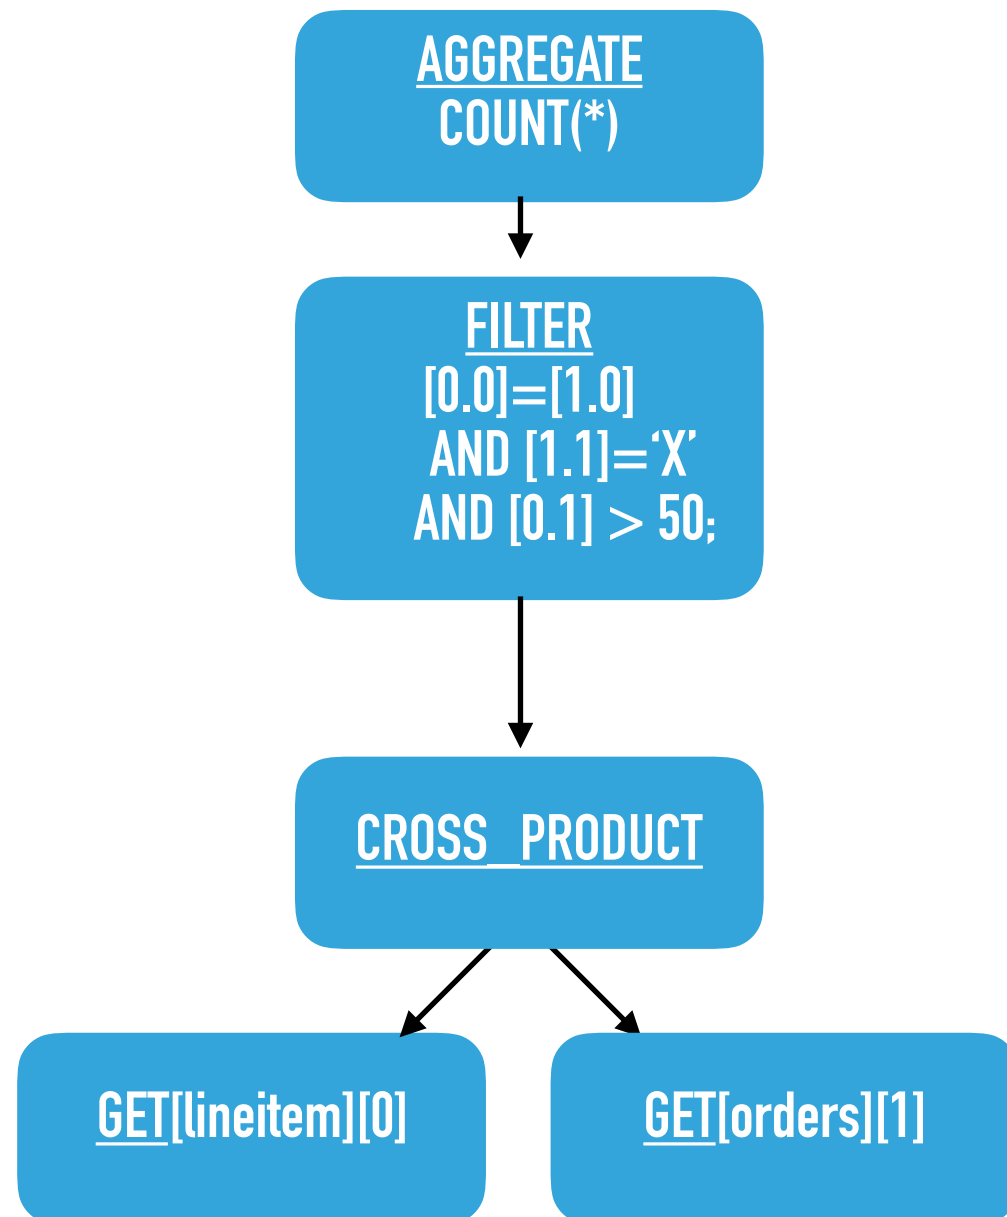 AGGREGATE
COUNT(*)
FILTER
[0.0]=[1.0]
AND [1.1]=‘X’
AND [0.1] > 50;
CROSS_PRODUCT
GET[lineitem][0]
GET[orders][1]